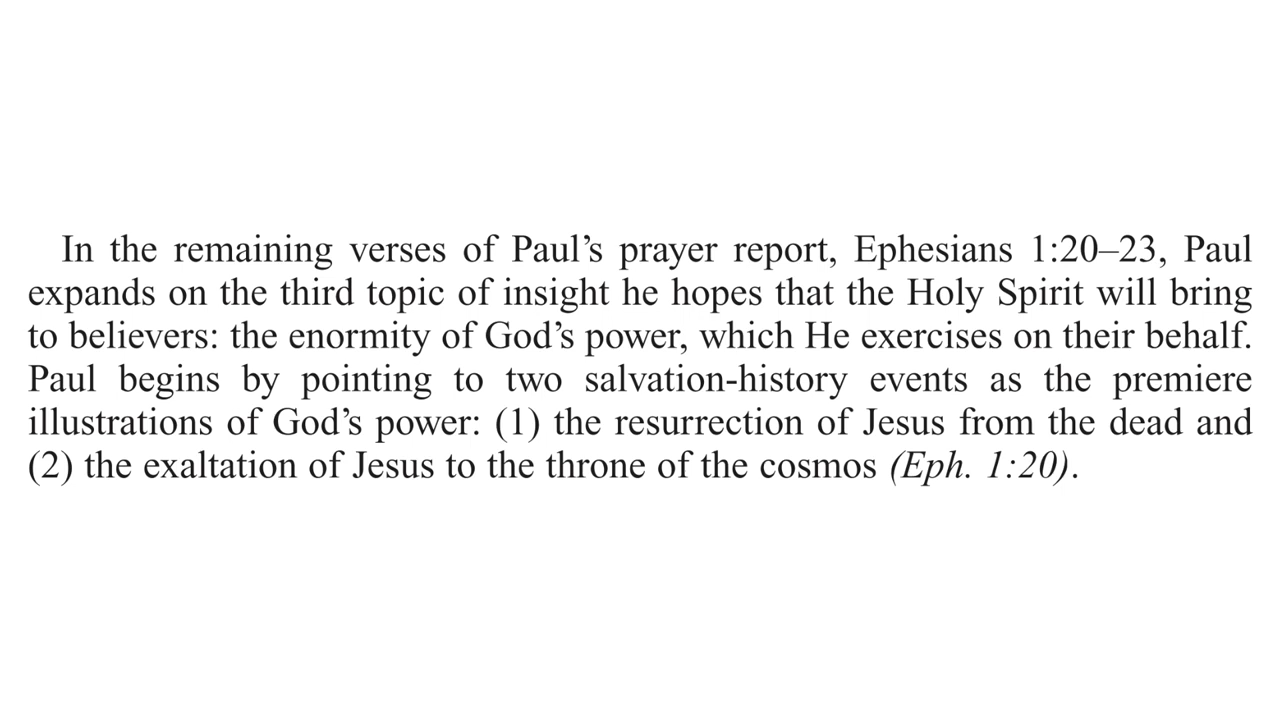 In the remaining verses of Paul’s prayer report, Ephesians 1:20–23, Paul
expands on the third topic of insight he hopes that the Holy Spirit will bring
to believers: the enormity of God’s power, which He exercises on their behalf.
Paul begins by pointing to two salvation-history events as the premiere
illustrations of God’s power: (1) the resurrection of Jesus from the dead and
(2) the exaltation of Jesus to the throne of the cosmos (Eph. 1:20).